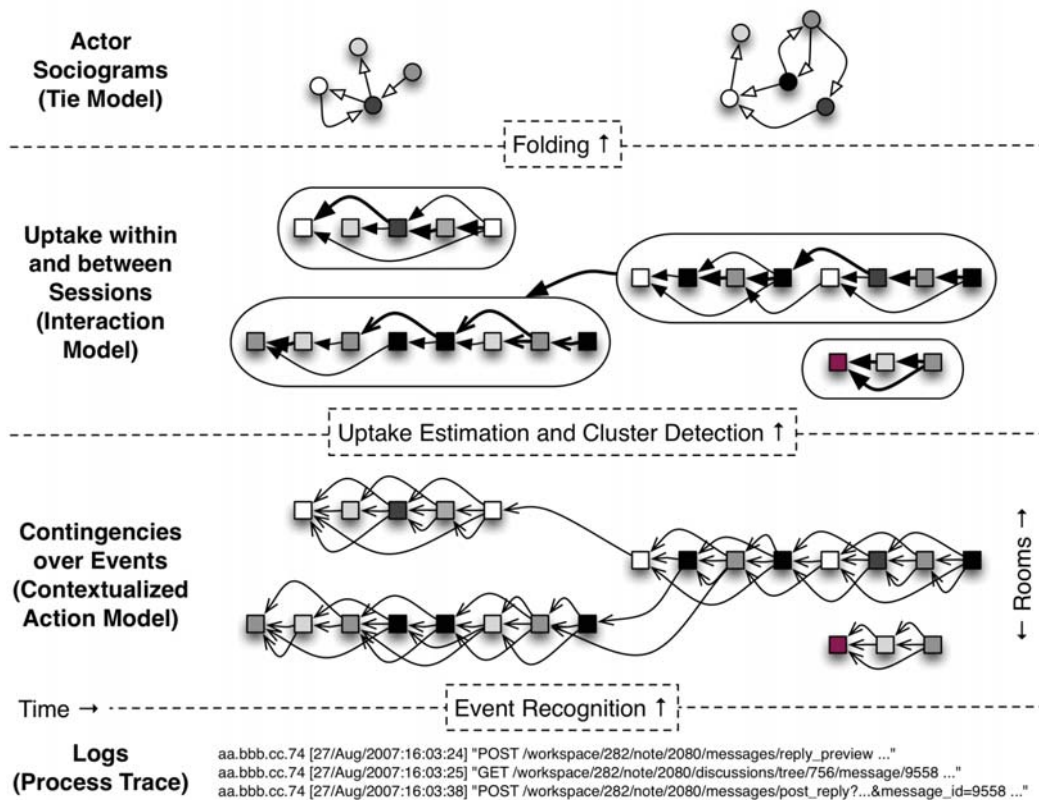 Actor
Sociograms
(Tie Model)
Folding ↑
Uptake within
and between
Sessions
(Interaction
Model)
Uptake Estimation and Cluster Detection ↑
Contingencies
over Events
(Contextualized
Action Model)
← Rooms →
Time →
Event Recognition ↑
Logs
(Process Trace)
aa.bbb.cc.74 [27/Aug/2007:16:03:24] "POST /workspace/282/note/2080/messages/reply_preview ..."
aa.bbb.cc.74 [27/Aug/2007:16:03:25] "GET /workspace/282/note/2080/discussions/tree/756/message/9558 ..."
aa.bbb.cc.74 [27/Aug/2007:16:03:38] "POST /workspace/282/note/2080/messages/post_reply?...&message_id=9558 ..."